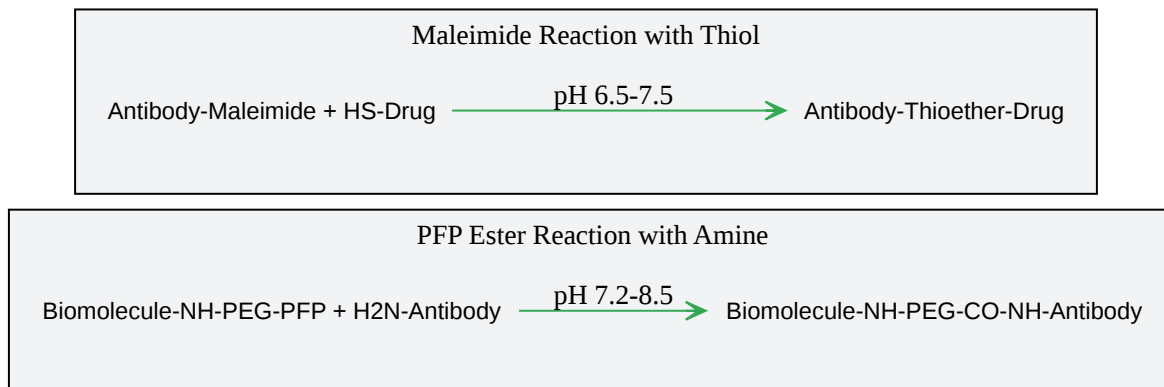 Maleimide Reaction with Thiol
Antibody-Maleimide + HS-Drug pH 6.5-7.5 Antibody-Thioether-Drug
PFP Ester Reaction with Amine
Biomolecule-NH-PEG-PFP + H2N-Antibody pH 7.2-8.5 Biomolecule-NH-PEG-CO-NH-Antibody